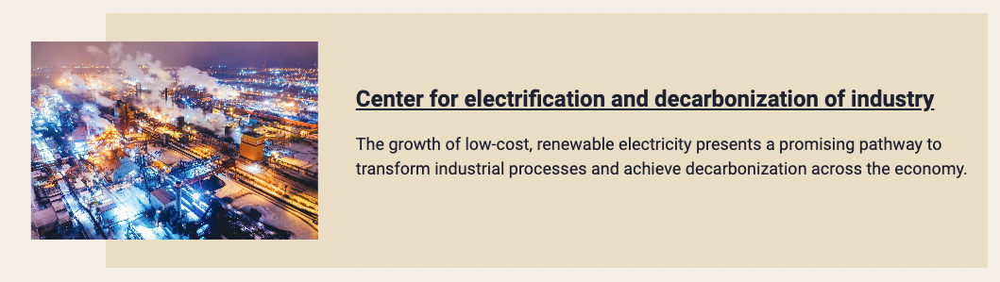 Center for electrification and decarbonization of industry
The growth of low-cost, renewable electricity presents a promising pathway to
transform industrial processes and achieve decarbonization across the economy.